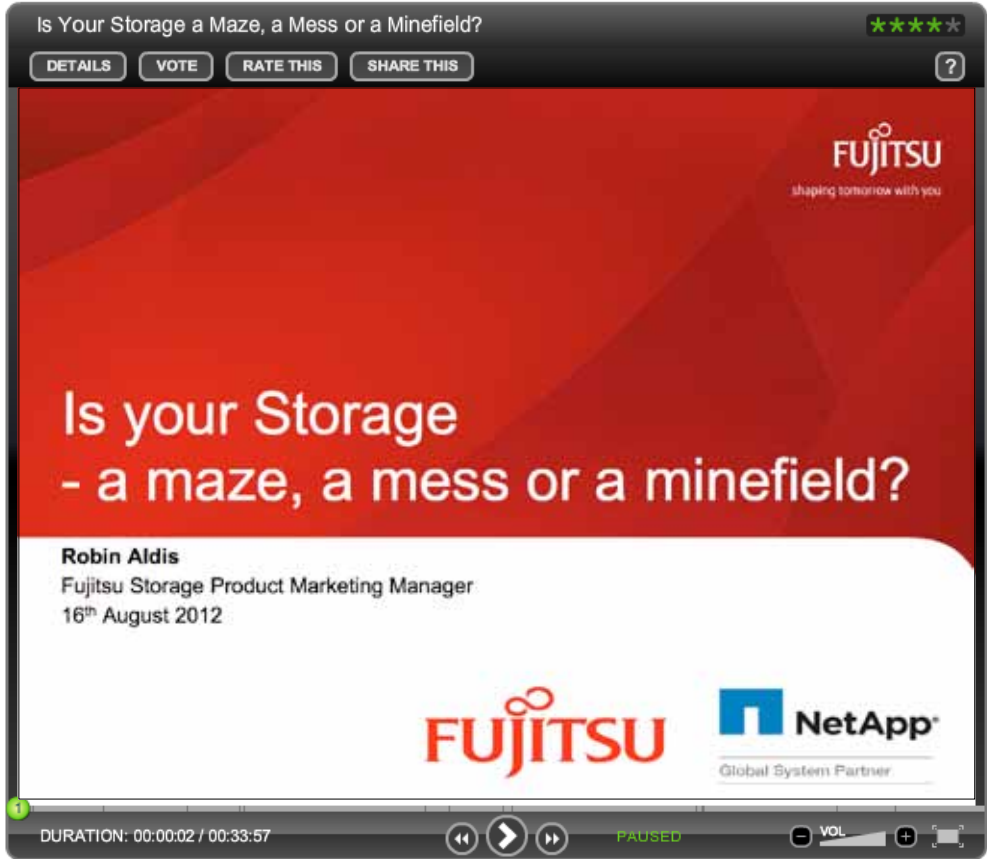 Is Your Storage a Maze, a Mess or a Minefield?
DETAILS VOTE RATE THIS SHARE THIS ?
FUJITSU
shaping tomorrow with you
Is your Storage
- a maze, a mess or a minefield?
Robin Aldis
Fujitsu Storage Product Marketing Manager
16th August 2012
FUJITSU
NetApp
Global System Partner
1
DURATION: 00:00:02 / 00:33:57 PAUSED VOL